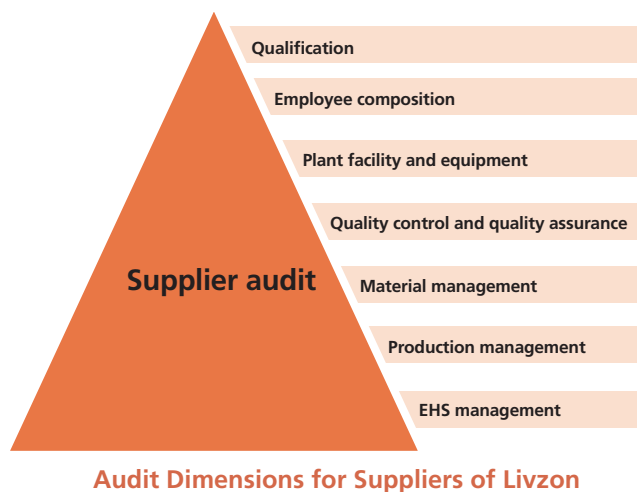 Qualification
Employee composition
Plant facility and equipment
Quality control and quality assurance
Supplier audit
Material management
Production management
EHS management
Audit Dimensions for Suppliers of Livzon